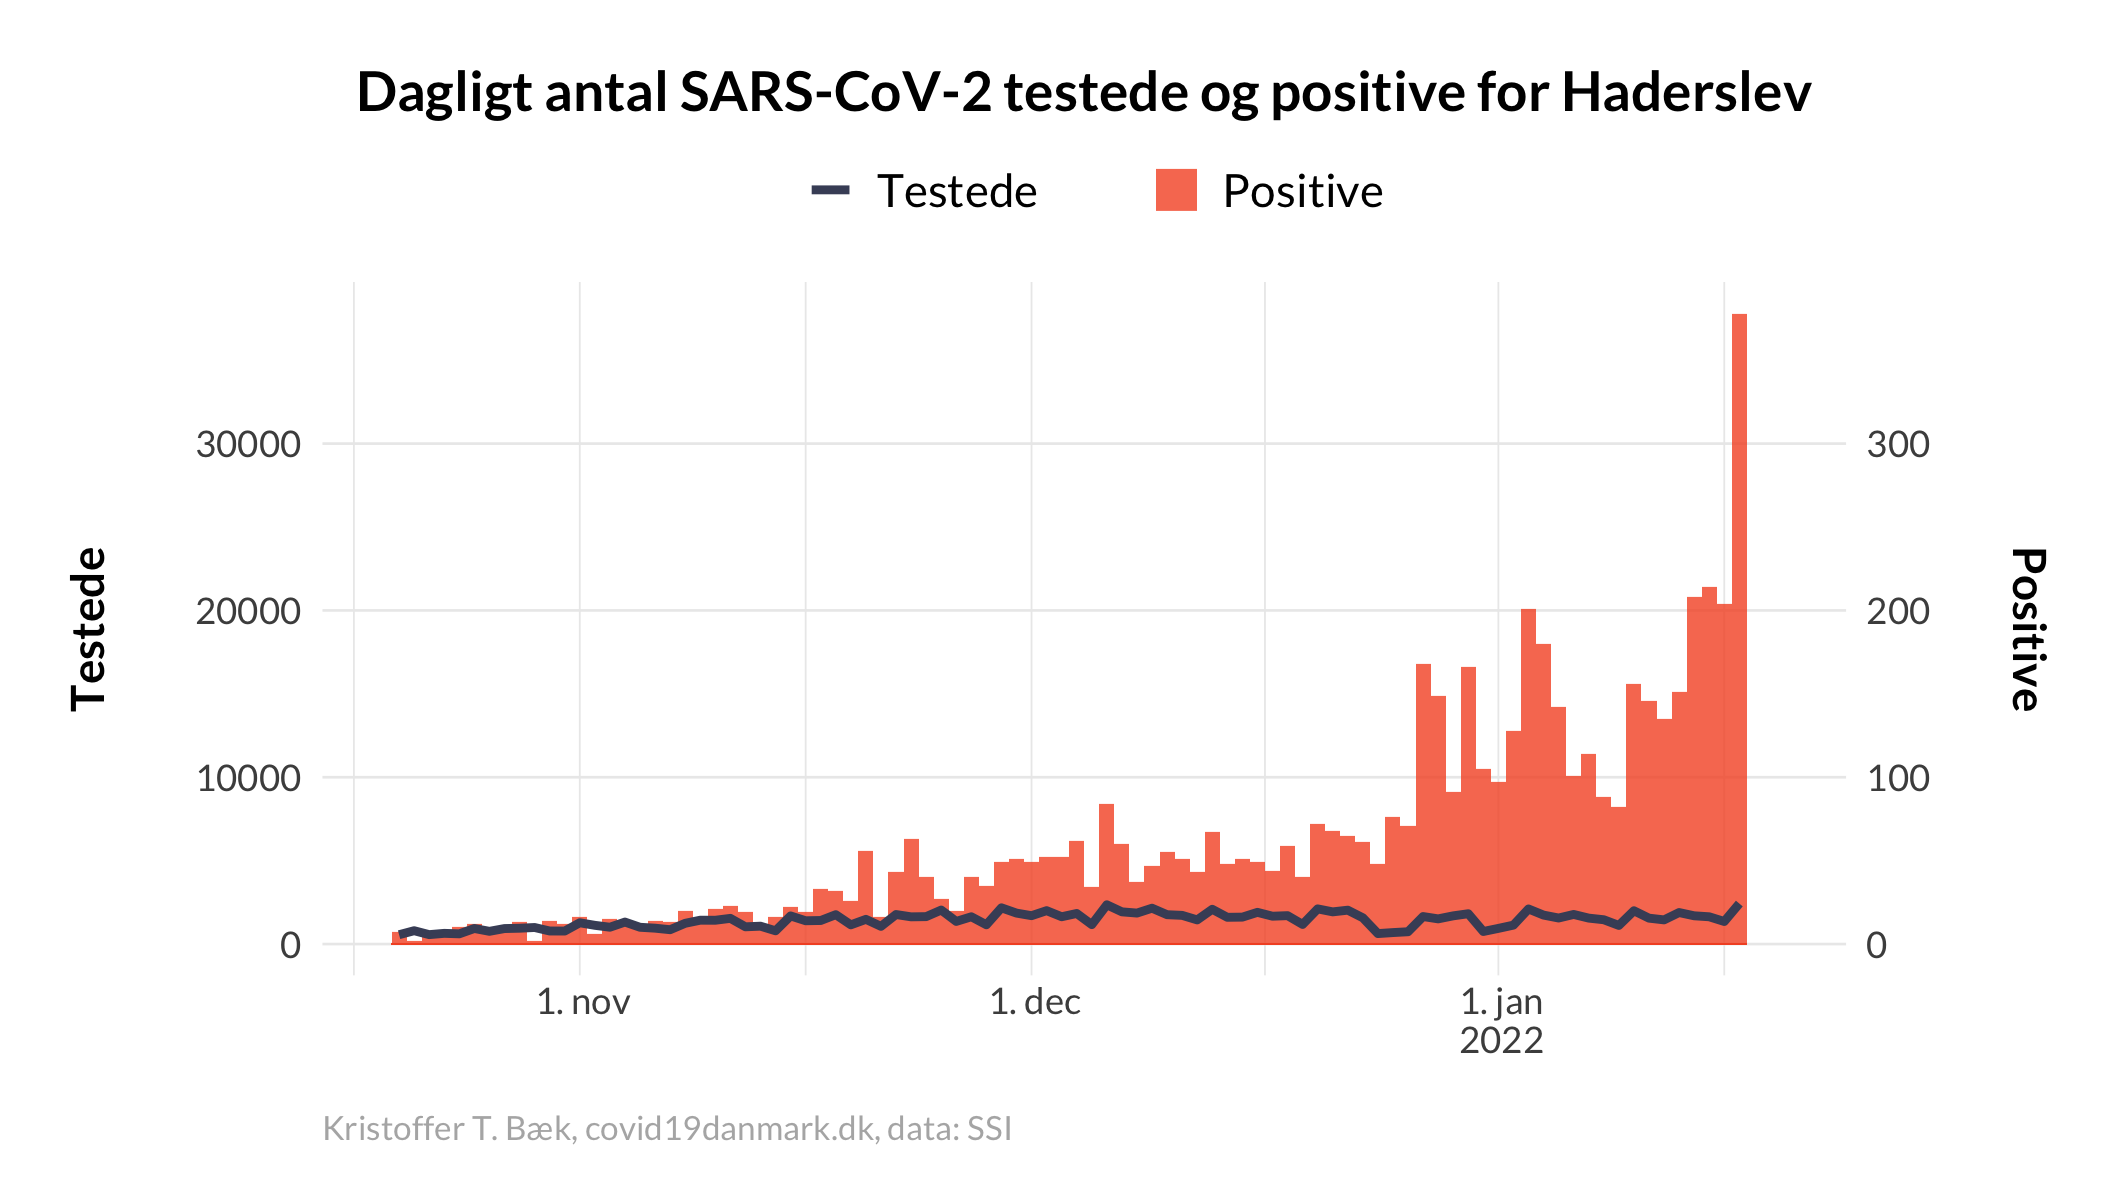 Dagligt antal SARS-CoV-2 testede og positive for Haderslev
Testede
Positive
30000
20000
10000
0
300
200
100
0
Testede
Positive
1. nov
1. dec
1. jan
2022
Kristoffer T. Bæk, covid19danmark.dk, data: SSI